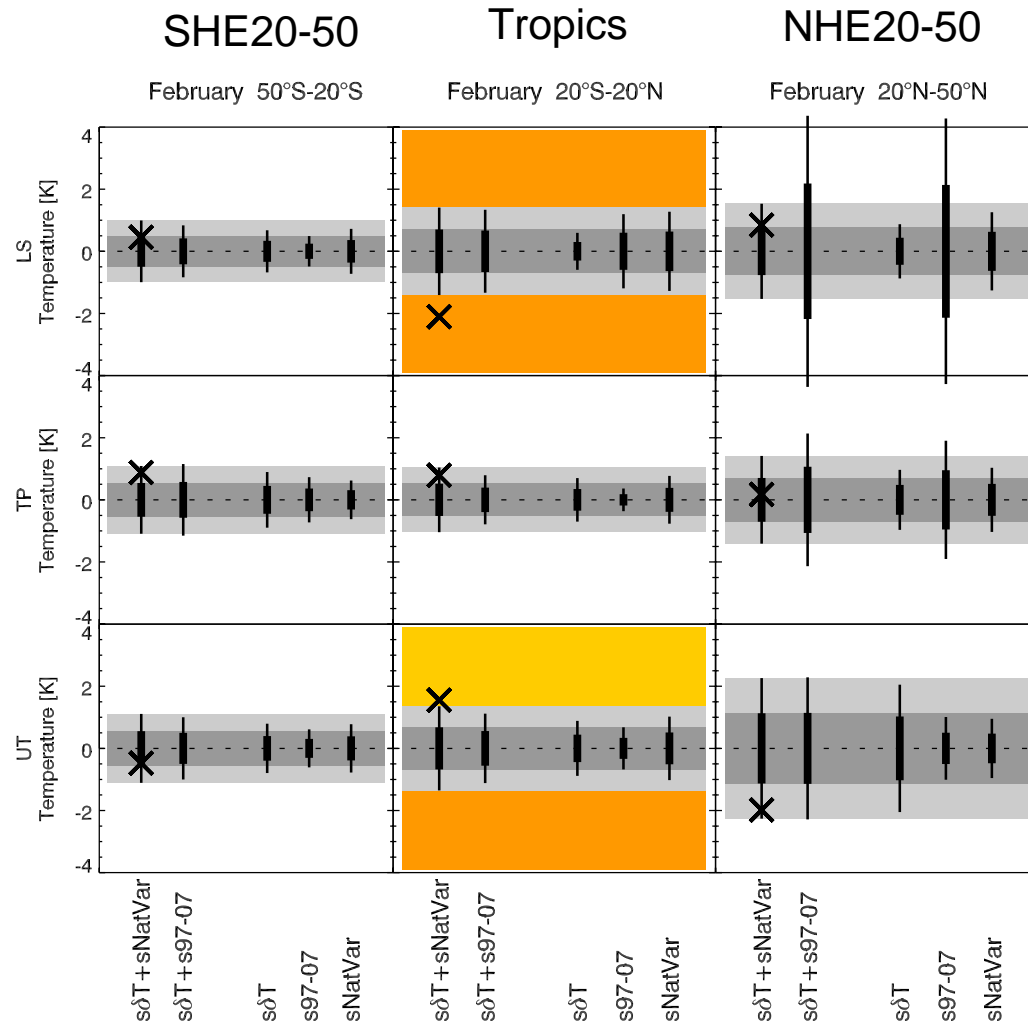 SHE20-50 Tropics NHE20-50
February 50°S-20°S February 20°S-20°N February 20°N-50°N
LS
Temperature [K]
4
2
0
-2
-4
TP
Temperature [K]
4
2
0
-2
-4
UT
Temperature [K]
4
2
0
-2
-4
sδT+sNatVar
sδT+s97-07
sδT
s97-07
sNatVar
sδT+sNatVar
sδT+s97-07
sδT
s97-07
sNatVar
sδT+sNatVar
sδT+s97-07
sδT
s97-07
sNatVar